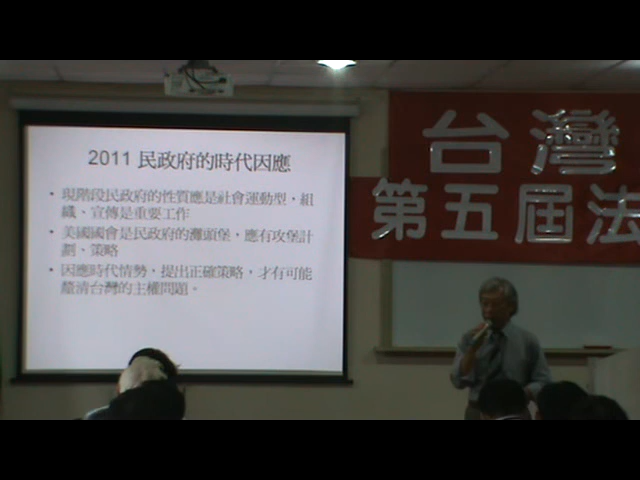 2011 民政府的時代因應
• 現階段民政府的性質應是社會運動型，組
織、宣傳是重要工作
• 美國國會是民政府的灘頭堡，應有攻堡計
劃、策略
• 因應時代情勢，提出正確策略，才有可能
釐清台灣的主權問題。
台灣
第五屆法